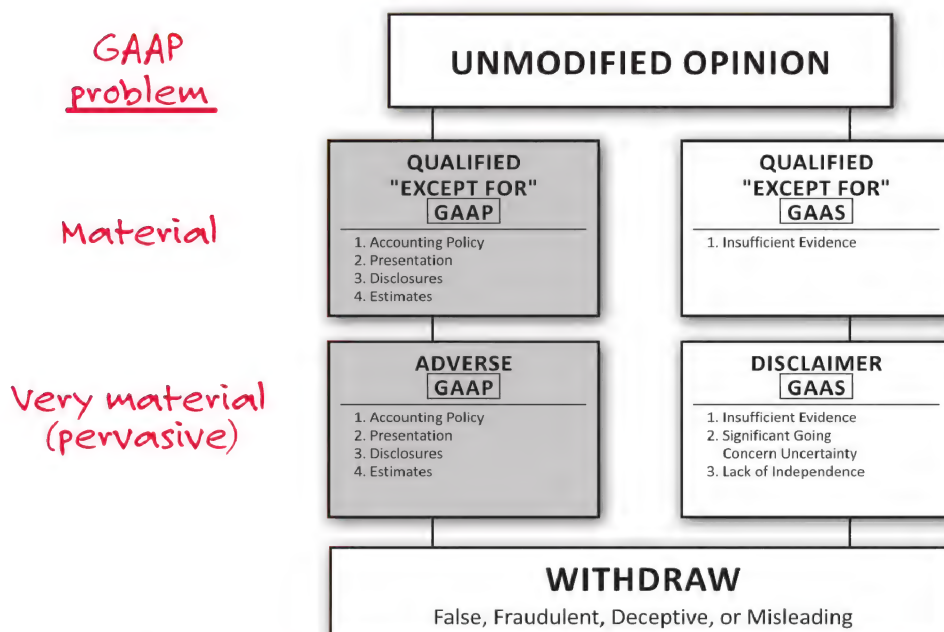 GAAP
problem
UNMODIFIED OPINION
Material
QUALIFIED
"EXCEPT FOR"
GAAP
1. Accounting Policy
2. Presentation
3. Disclosures
4. Estimates
QUALIFIED
"EXCEPT FOR"
GAAS
1. Insufficient Evidence
Very material
(pervasive)
ADVERSE
GAAP
1. Accounting Policy
2. Presentation
3. Disclosures
4. Estimates
DISCLAIMER
GAAS
1. Insufficient Evidence
2. Significant Going
Concern Uncertainty
3. Lack of Independence
WITHDRAW
False, Fraudulent, Deceptive, or Misleading